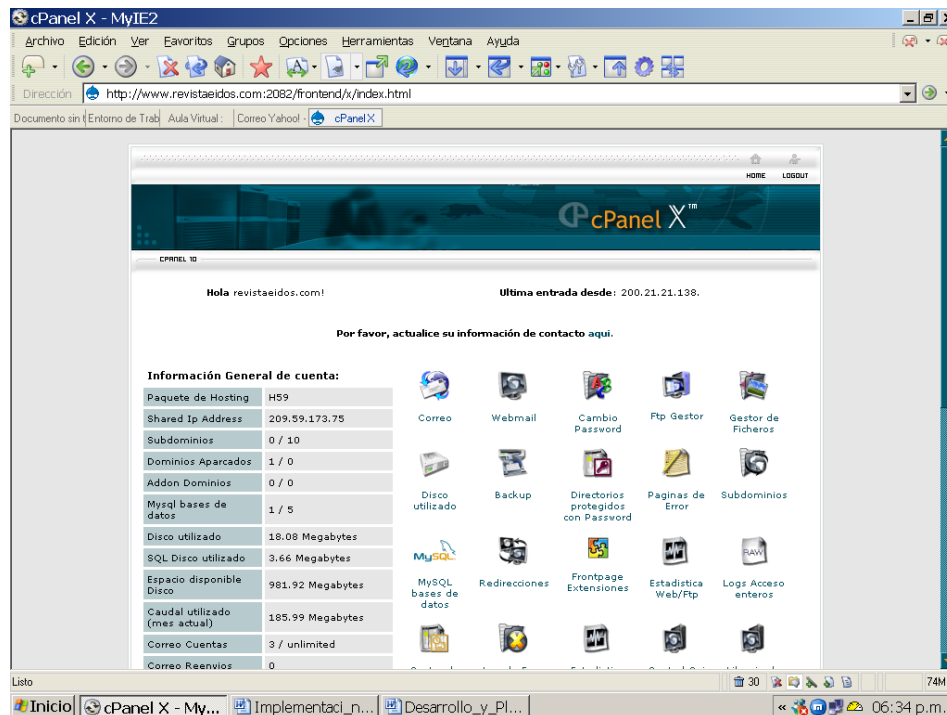 cPanel X - MyIE2
Archivo Edición Ver Favoritos Grupos Opciones Herramientas Ventana Ayuda
Dirección http://www.revistaeidos.com:2082/frontend/x/index.html
Documento sin t Entorno de Trab Aula Virtual : Correo Yahoo! - cPanel X
HOME LOGOUT
cPanel X™
CPANEL 10
Hola revistaeidos.com! Ultima entrada desde: 200.21.21.138.
Por favor, actualice su información de contacto aqui.
Información General de cuenta:
Paquete de Hosting H59
Shared Ip Address 209.59.173.75
Subdominios 0 / 10
Dominios Aparcados 1 / 0
Addon Dominios 0 / 0
Mysql bases de
datos 1 / 5
Disco utilizado 18.08 Megabytes
SQL Disco utilizado 3.66 Megabytes
Espacio disponible
Disco 981.92 Megabytes
Caudal utilizado
(mes actual) 185.99 Megabytes
Correo Cuentas 3 / unlimited
Correo Reenvios 0
Correo Webmail Cambio
Password Ftp Gestor Gestor de
Ficheros
Disco
utilizado Backup Directorios
protegidos
con Password Paginas de
Error Subdominios
MySQL
RAW
MySQL
bases de
datos Redirecciones Frontpage
Extensiones Estadistica
Web/Ftp Logs Acceso
enteros
Listo 30 74M
Inicio cPanel X - My... Implementaci_n... Desarrollo_y_Pl... « 06:34 p.m.